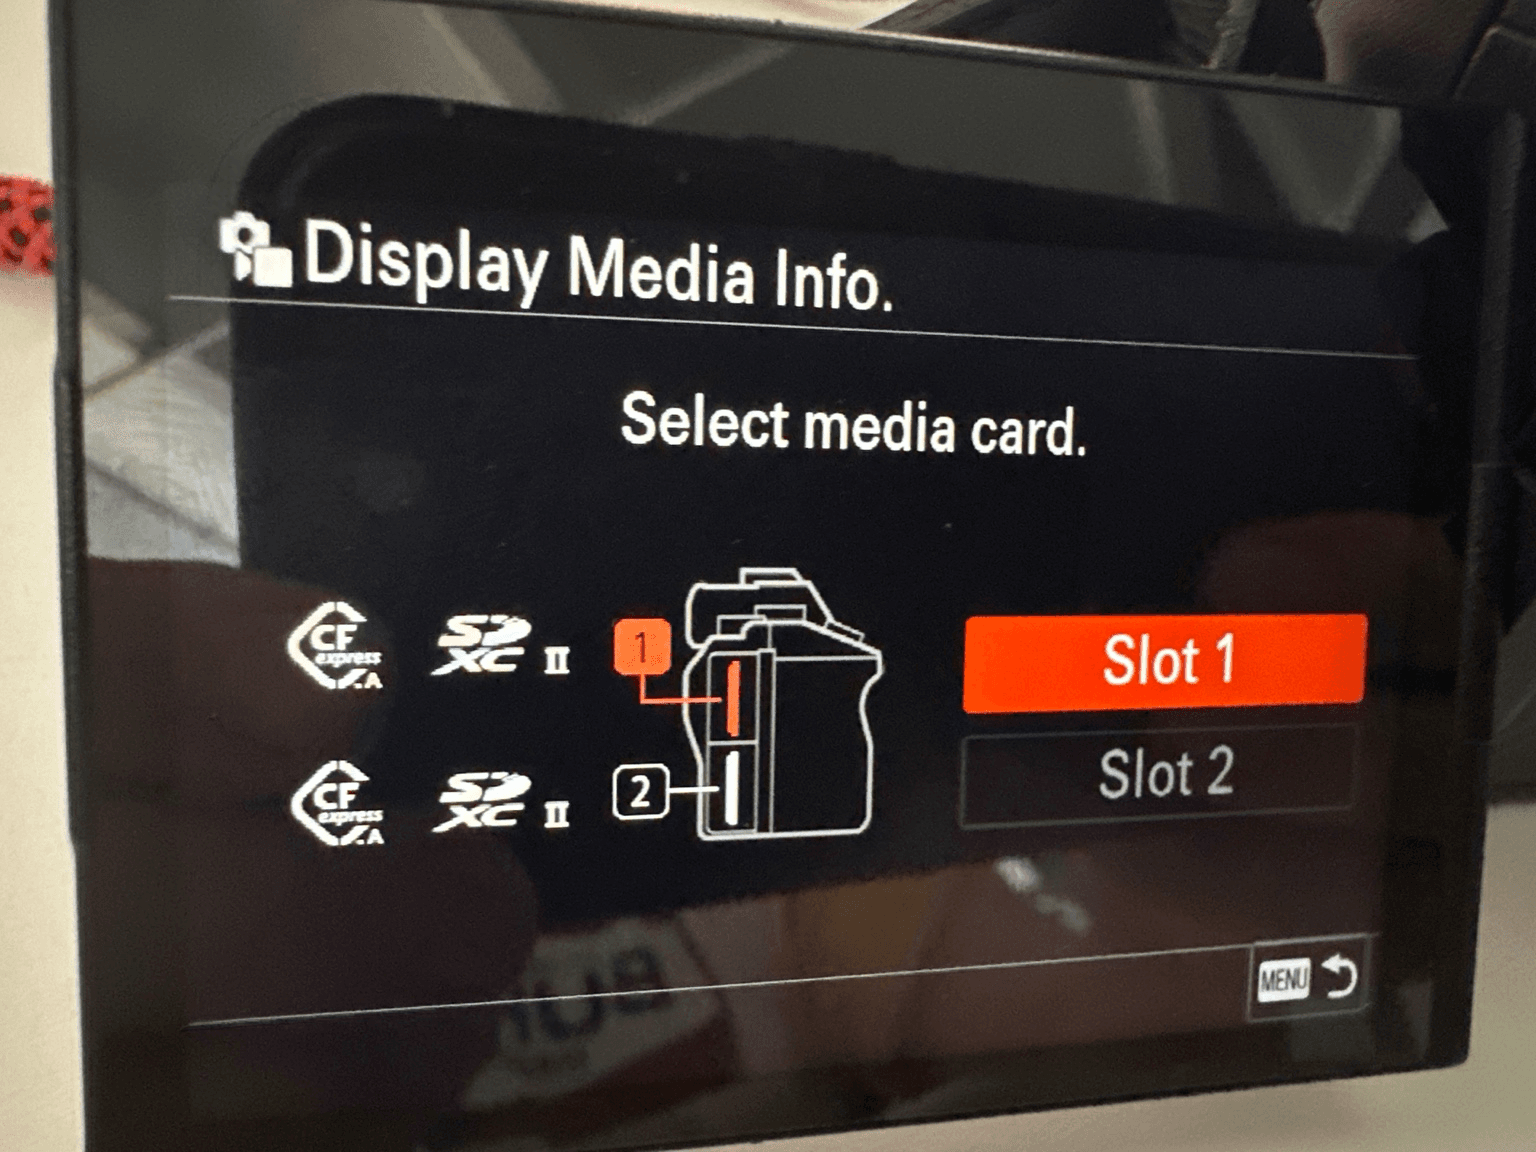 Display Media Info.
Select media card.
CF express A SD XC II 1 Slot 1
CF express A SD XC II 2 Slot 2
MENU